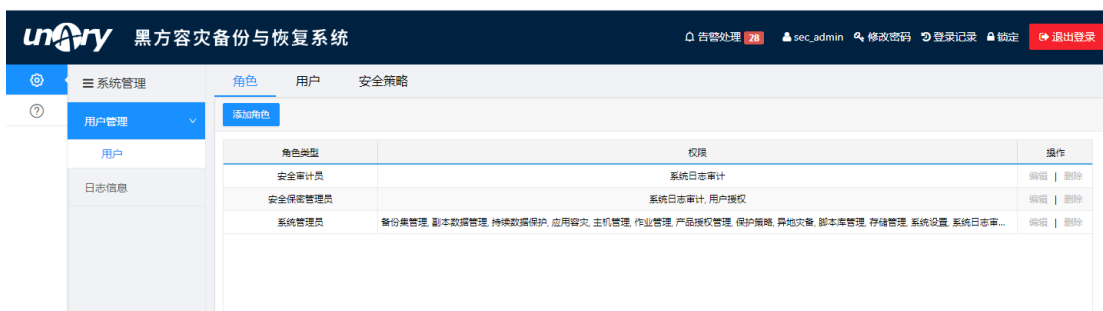 unary 黑方容灾备份与恢复系统 告警处理 28 sec_admin 修改密码 登录记录 锁定 退出登录
系统管理 角色 用户 安全策略
用户管理 添加角色
用户
日志信息
角色类型 权限 操作
安全审计员 系统日志审计 编辑 | 删除
安全保密管理员 系统日志审计, 用户授权 编辑 | 删除
系统管理员 备份集管理, 副本数据管理, 持续数据保护, 应用容灾, 主机管理, 作业管理, 产品授权管理, 保护策略, 异地灾备, 脚本库管理, 存储管理, 系统设置, 系统日志审... 编辑 | 删除